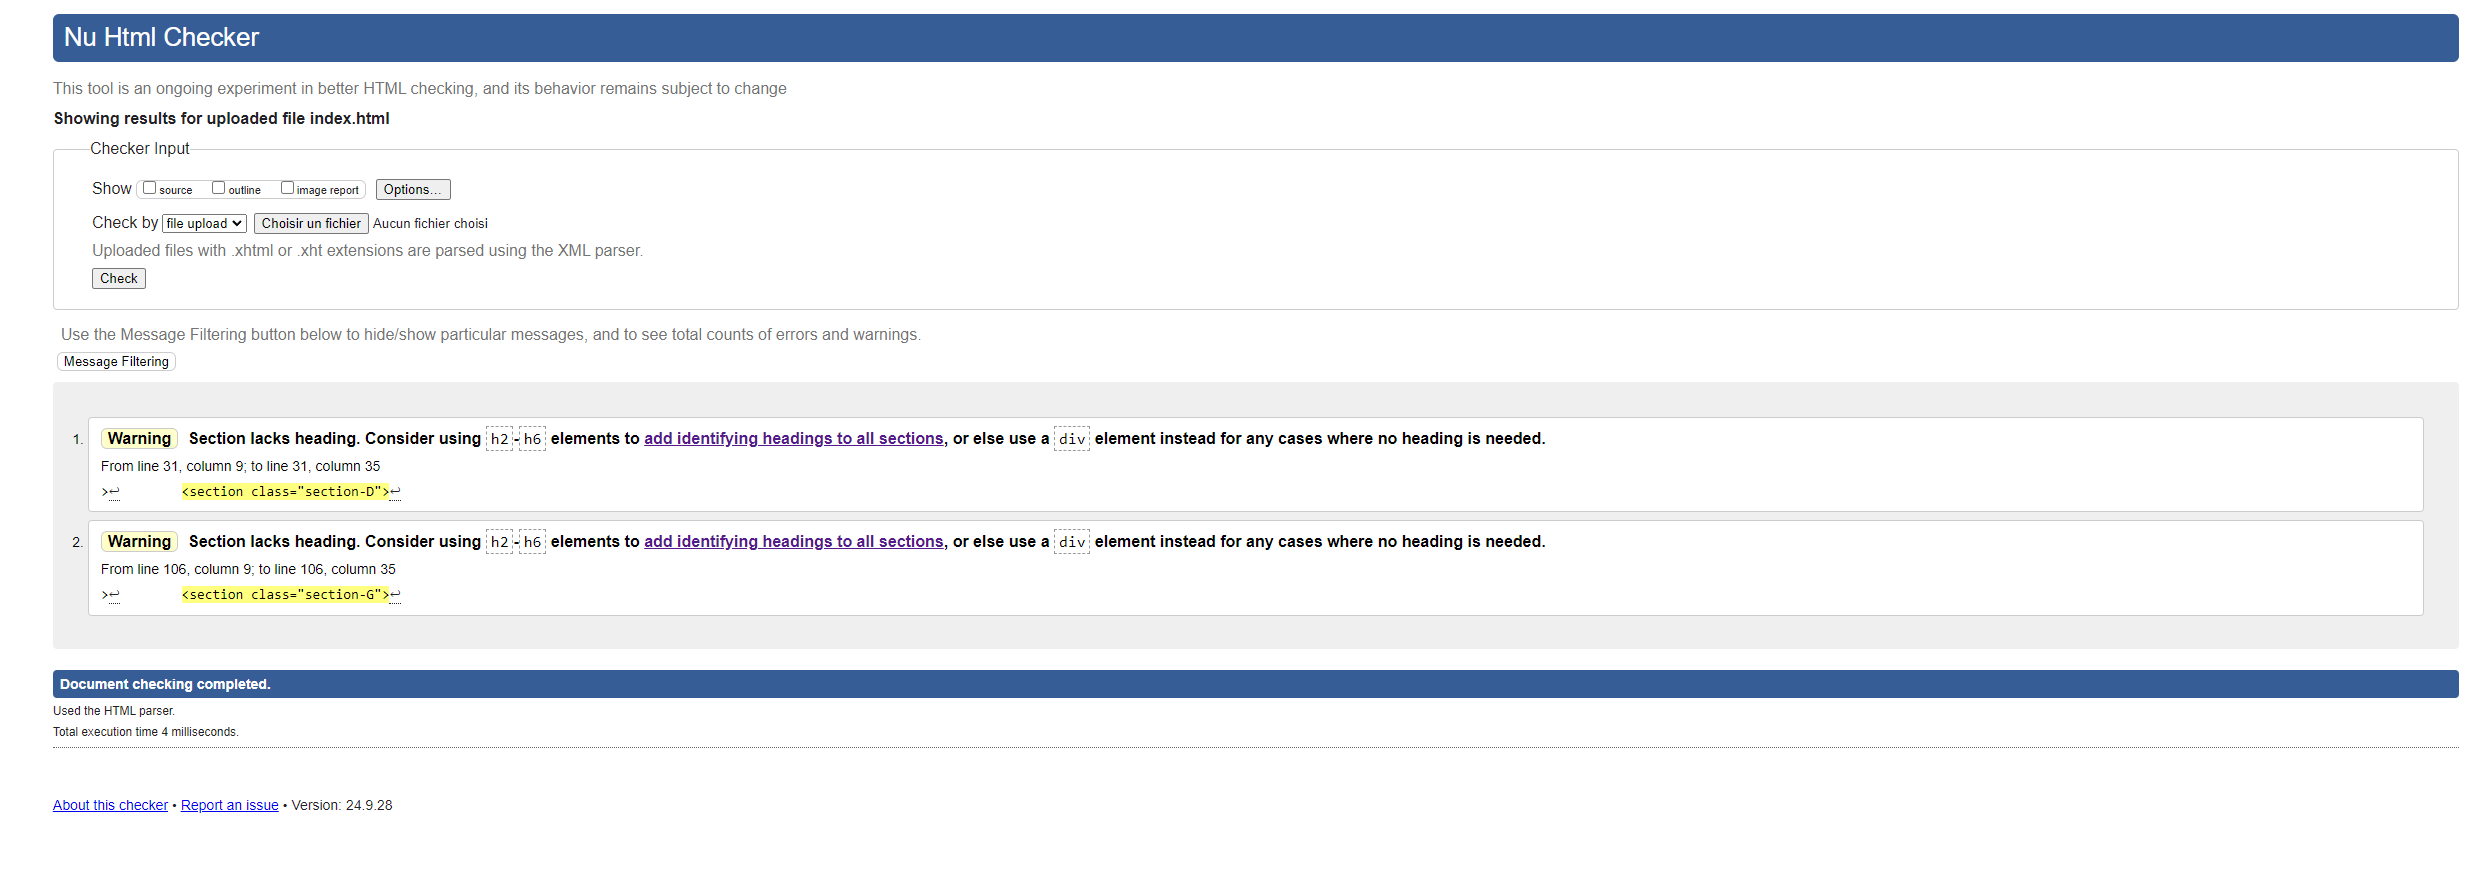 Nu Html Checker
This tool is an ongoing experiment in better HTML checking, and its behavior remains subject to change
Showing results for uploaded file index.html
Checker Input
Show source outline image report Options...
Check by file upload Choisir un fichier Aucun fichier choisi
Uploaded files with .xhtml or .xht extensions are parsed using the XML parser.
Check
Use the Message Filtering button below to hide/show particular messages, and to see total counts of errors and warnings.
Message Filtering
1. Warning Section lacks heading. Consider using h2-h6 elements to add identifying headings to all sections, or else use a div element instead for any cases where no heading is needed.
From line 31, column 9; to line 31, column 35
>↩ <section class="section-D">↩
2. Warning Section lacks heading. Consider using h2-h6 elements to add identifying headings to all sections, or else use a div element instead for any cases where no heading is needed.
From line 106, column 9; to line 106, column 35
>↩ <section class="section-G">↩
Document checking completed.
Used the HTML parser.
Total execution time 4 milliseconds.
About this checker • Report an issue • Version: 24.9.28